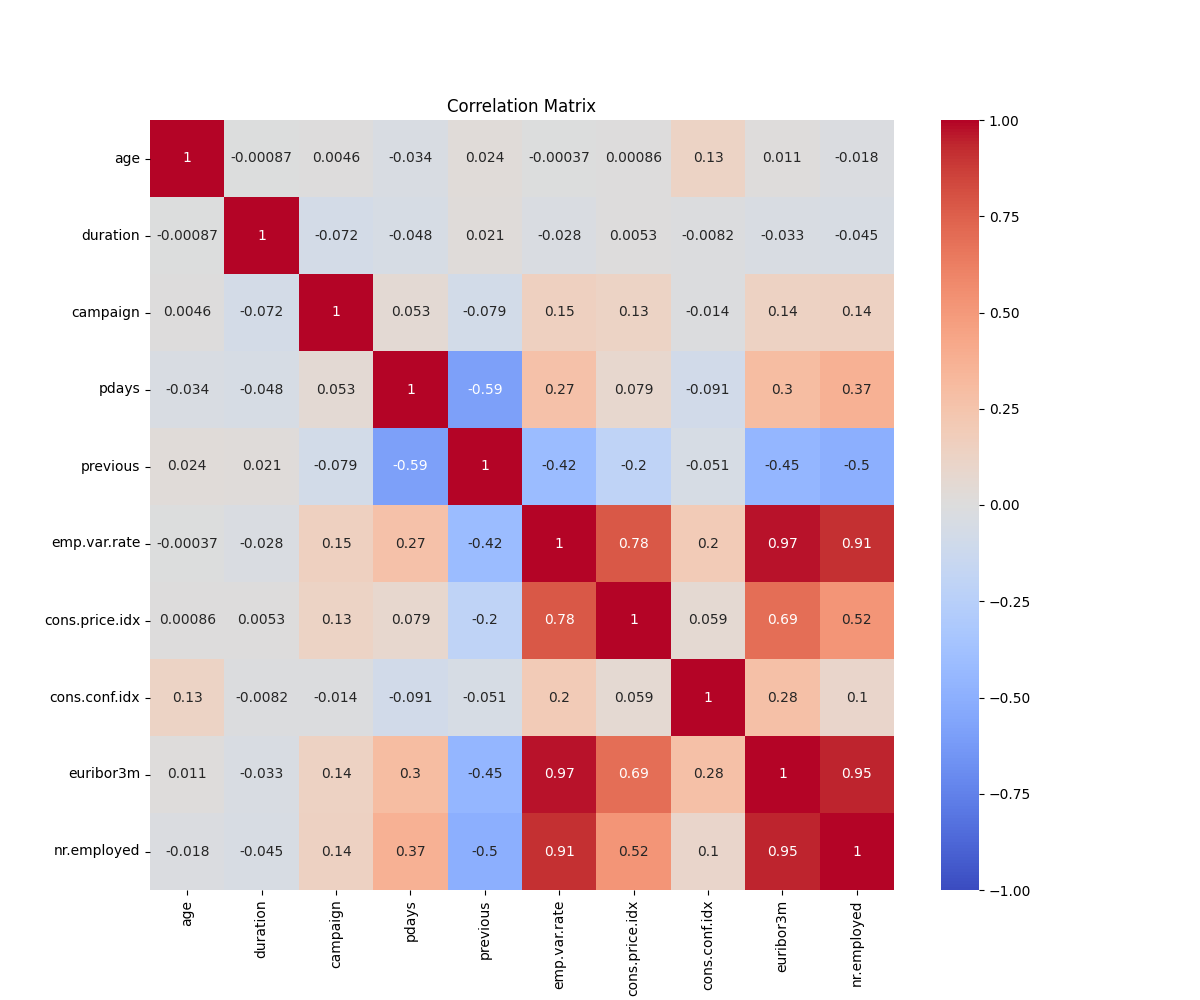 Correlation Matrix
age 1 -0.00087 0.0046 -0.034 0.024 -0.00037 0.00086 0.13 0.011 -0.018
duration -0.00087 1 -0.072 -0.048 0.021 -0.028 0.0053 -0.0082 -0.033 -0.045
campaign 0.0046 -0.072 1 0.053 -0.079 0.15 0.13 -0.014 0.14 0.14
pdays -0.034 -0.048 0.053 1 -0.59 0.27 0.079 -0.091 0.3 0.37
previous 0.024 0.021 -0.079 -0.59 1 -0.42 -0.2 -0.051 -0.45 -0.5
emp.var.rate -0.00037 -0.028 0.15 0.27 -0.42 1 0.78 0.2 0.97 0.91
cons.price.idx 0.00086 0.0053 0.13 0.079 -0.2 0.78 1 0.059 0.69 0.52
cons.conf.idx 0.13 -0.0082 -0.014 -0.091 -0.051 0.2 0.059 1 0.28 0.1
euribor3m 0.011 -0.033 0.14 0.3 -0.45 0.97 0.69 0.28 1 0.95
nr.employed -0.018 -0.045 0.14 0.37 -0.5 0.91 0.52 0.1 0.95 1
age duration campaign pdays previous emp.var.rate cons.price.idx cons.conf.idx euribor3m nr.employed
1.00
0.75
0.50
0.25
0.00
−0.25
−0.50
−0.75
−1.00